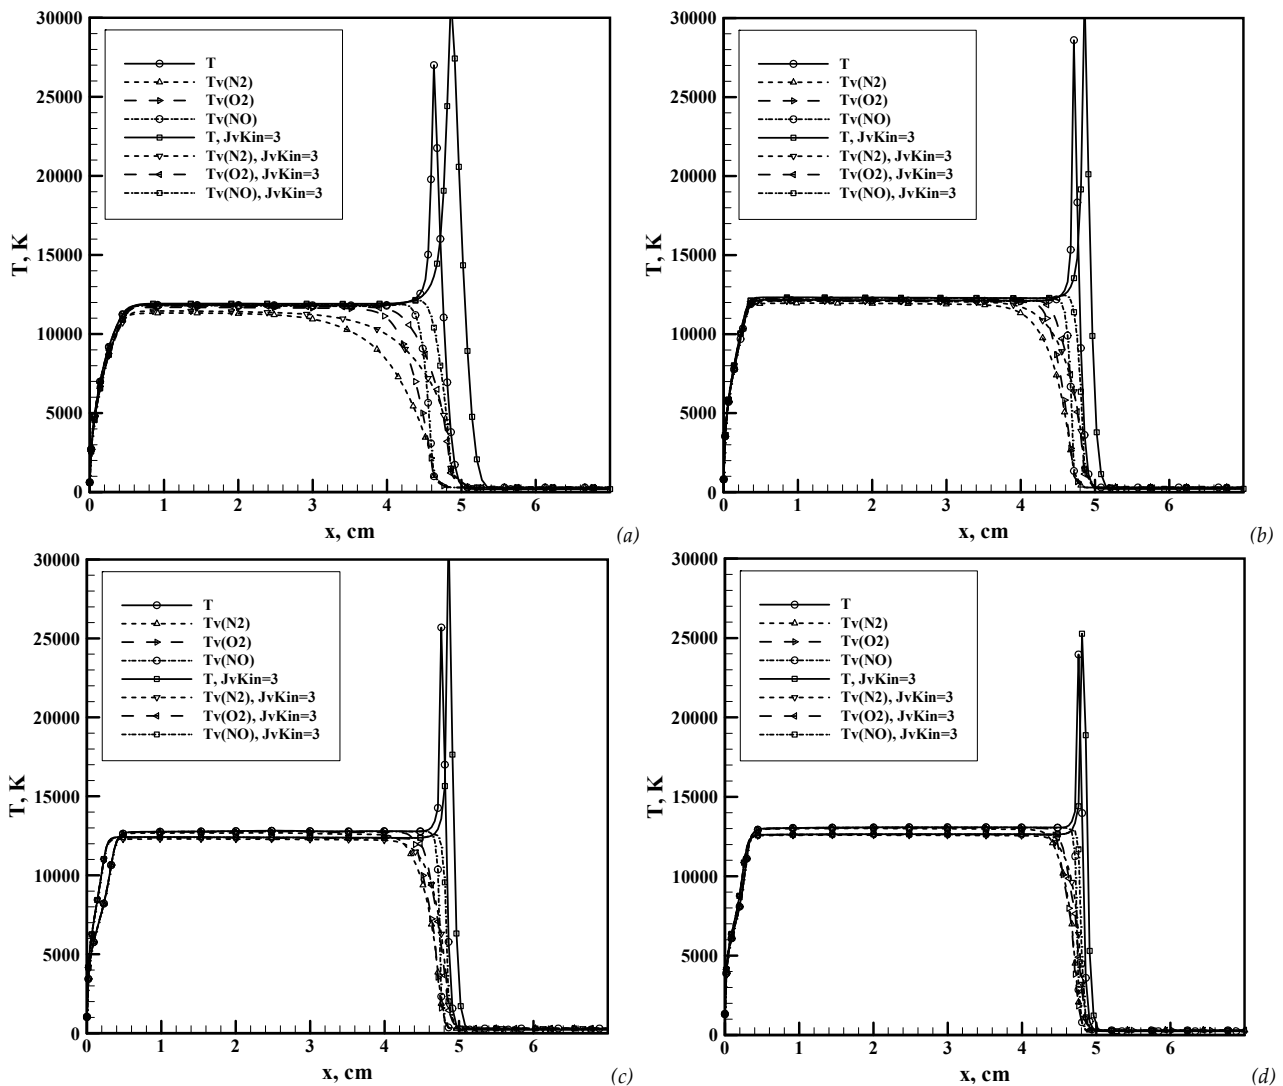 30000
25000
20000
15000
10000
5000
0
T, K
T
Tv(N2)
Tv(O2)
Tv(NO)
T, JvKin=3
Tv(N2), JvKin=3
Tv(O2), JvKin=3
Tv(NO), JvKin=3
0 1 2 3 4 5 6
x, cm
(a)
30000
25000
20000
15000
10000
5000
0
T, K
T
Tv(N2)
Tv(O2)
Tv(NO)
T, JvKin=3
Tv(N2), JvKin=3
Tv(O2), JvKin=3
Tv(NO), JvKin=3
0 1 2 3 4 5 6
x, cm
(b)
30000
25000
20000
15000
10000
5000
0
T, K
T
Tv(N2)
Tv(O2)
Tv(NO)
T, JvKin=3
Tv(N2), JvKin=3
Tv(O2), JvKin=3
Tv(NO), JvKin=3
0 1 2 3 4 5 6
x, cm
(c)
30000
25000
20000
15000
10000
5000
0
T, K
T
Tv(N2)
Tv(O2)
Tv(NO)
T, JvKin=3
Tv(N2), JvKin=3
Tv(O2), JvKin=3
Tv(NO), JvKin=3
0 1 2 3 4 5 6
x, cm
(d)